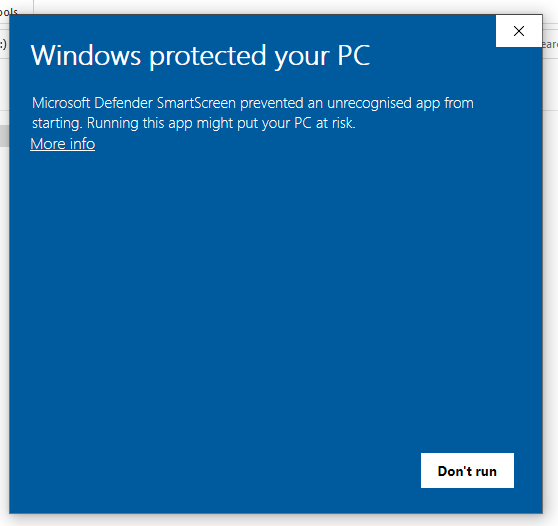 ools
:)
Windows protected your PC
Microsoft Defender SmartScreen prevented an unrecognised app from
starting. Running this app might put your PC at risk.
More info
Don't run